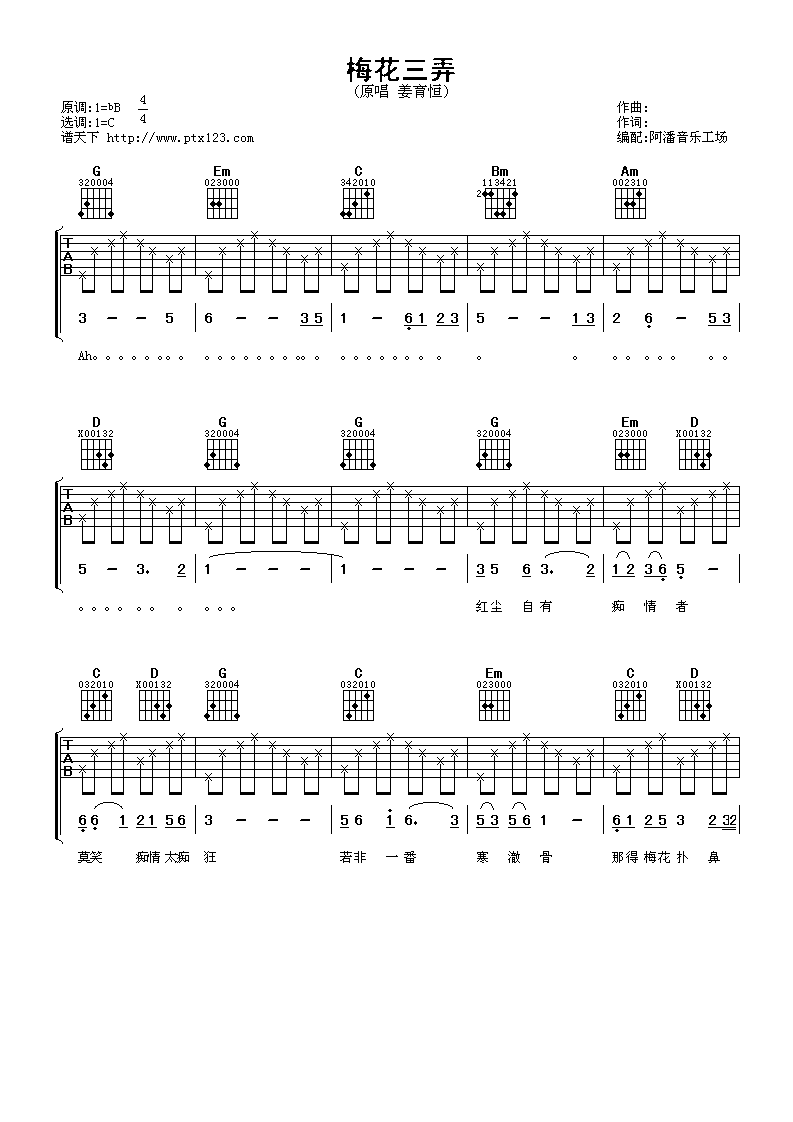 梅花三弄
(原唱 姜育恒)
原调:1=bB 4/4
选调:1=C
谱天下 http://www.ptx123.com
作曲:
作词:
编配:阿潘音乐工场
G Em C Bm Am
320004 023000 342010 2 113421 002310
T
A
B
3 - - 5 6 - - 3 5 1 - 6 1 2 3 5 - - 1 3 2 6 - 5 3
Ah。。。。。。。 。。。。。。。。。 。。。。。。。 。 。 。。。。 。。
D G G G Em D
X00132 320004 320004 320004 023000 X00132
T
A
B
5 - 3. 2 1 - - - 1 - - - 3 5 6 3. 2 1 2 3 6 5 -
。。。。。 。 。 。。。 红尘 自有 痴 情 者
C D G C Em C D
032010 X00132 320004 032010 023000 032010 X00132
T
A
B
6 6 1 2 1 5 6 3 - - - 5 6 1 6. 3 5 3 5 6 1 - 6 1 2 5 3 2 3 2
莫笑 痴情太痴 狂 若非 一番 寒 澈 骨 那得梅花扑 鼻